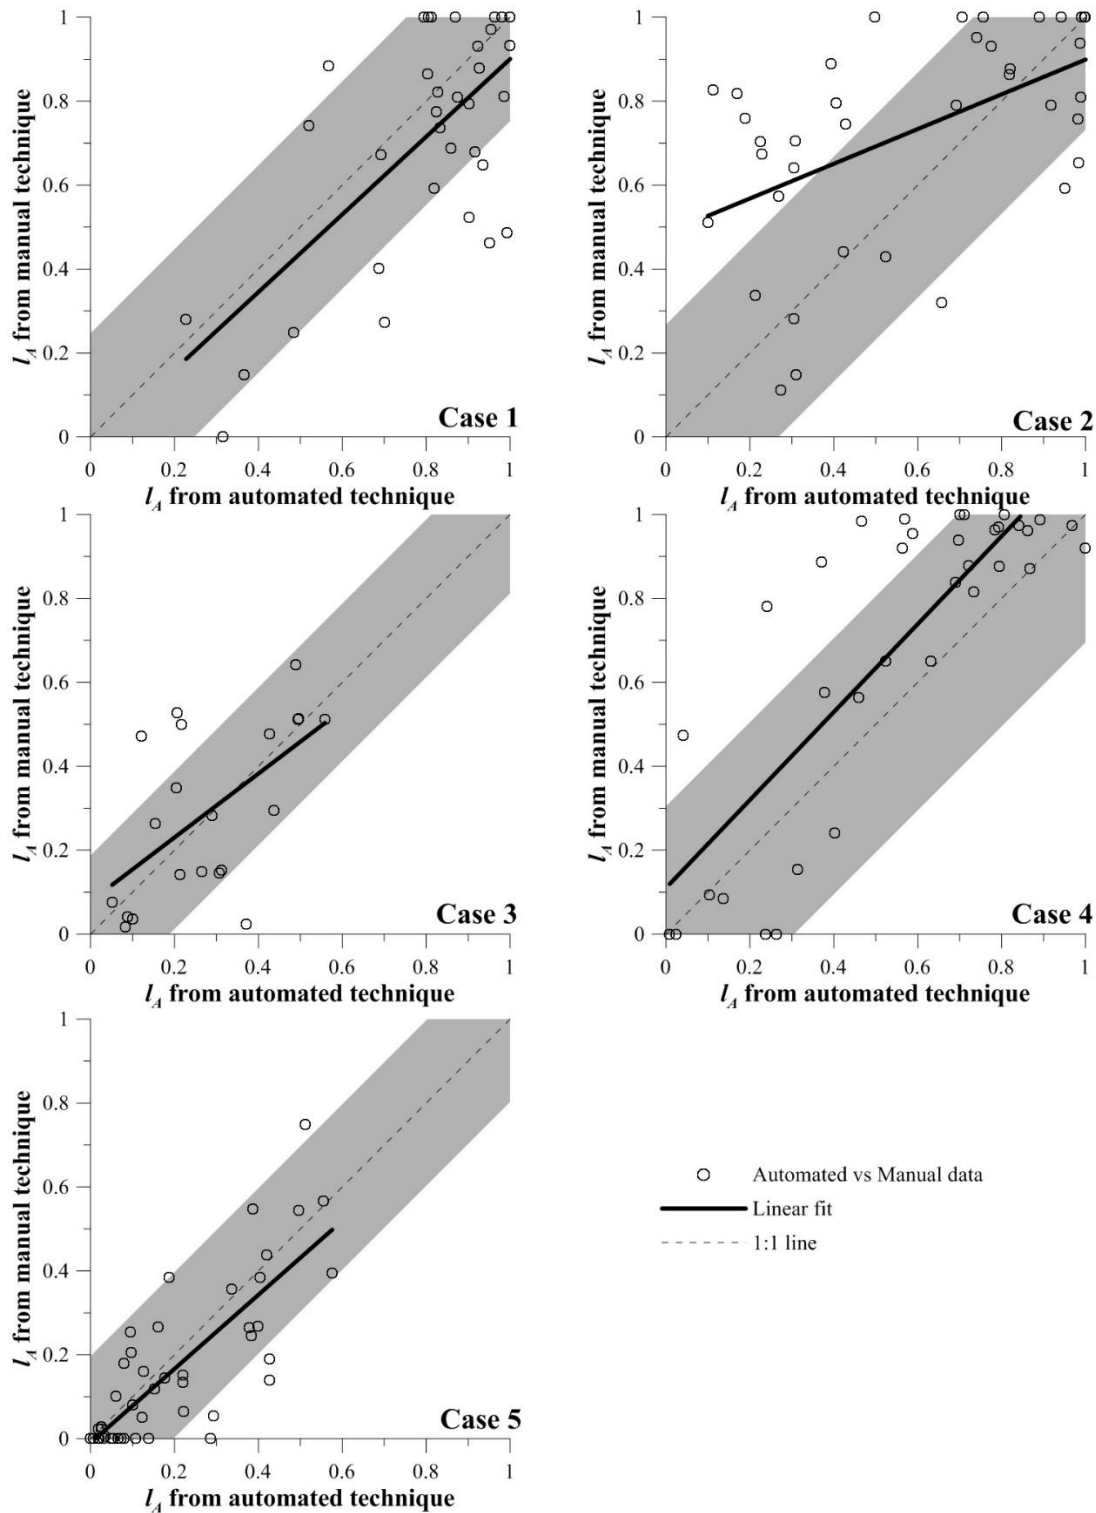 1
0.8
0.6
0.4
0.2
0
l_A from manual technique
Case 1
0 0.2 0.4 0.6 0.8 1
l_A from automated technique
1
0.8
0.6
0.4
0.2
0
l_A from manual technique
Case 2
0 0.2 0.4 0.6 0.8 1
l_A from automated technique
1
0.8
0.6
0.4
0.2
0
l_A from manual technique
Case 3
0 0.2 0.4 0.6 0.8 1
l_A from automated technique
1
0.8
0.6
0.4
0.2
0
l_A from manual technique
Case 4
0 0.2 0.4 0.6 0.8 1
l_A from automated technique
1
0.8
0.6
0.4
0.2
0
l_A from manual technique
Case 5
0 0.2 0.4 0.6 0.8 1
l_A from automated technique
Automated vs Manual data
Linear fit
1:1 line